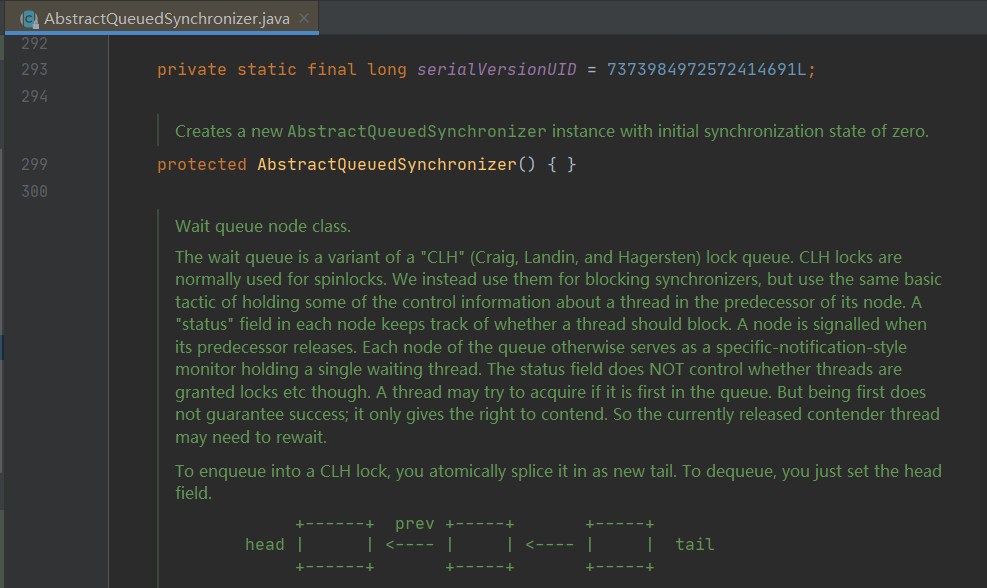 AbstractQueuedSynchronizer.java
292
293 private static final long serialVersionUID = 7373984972572414691L;
294
Creates a new AbstractQueuedSynchronizer instance with initial synchronization state of zero.
299 protected AbstractQueuedSynchronizer() { }
300
Wait queue node class.
The wait queue is a variant of a "CLH" (Craig, Landin, and Hagersten) lock queue. CLH locks are
normally used for spinlocks. We instead use them for blocking synchronizers, but use the same basic
tactic of holding some of the control information about a thread in the predecessor of its node. A
"status" field in each node keeps track of whether a thread should block. A node is signalled when
its predecessor releases. Each node of the queue otherwise serves as a specific-notification-style
monitor holding a single waiting thread. The status field does NOT control whether threads are
granted locks etc though. A thread may try to acquire if it is first in the queue. But being first does
not guarantee success; it only gives the right to contend. So the currently released contender thread
may need to rewait.
To enqueue into a CLH lock, you atomically splice it in as new tail. To dequeue, you just set the head
field.
     +------+  prev +-----+       +-----+
head |      | <---- |     | <---- |     |  tail
     +------+       +-----+       +-----+